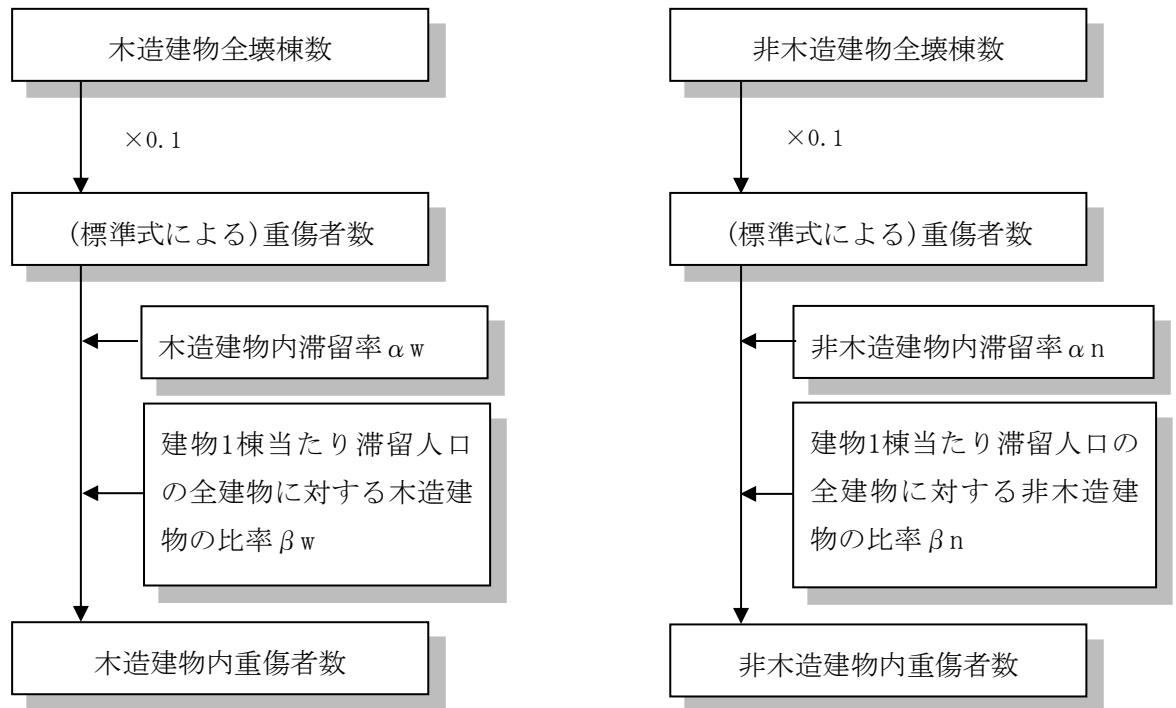 木造建物全壊棟数
×0.1
(標準式による)重傷者数
木造建物内滞留率αw
建物1棟当たり滞留人口
の全建物に対する木造建
物の比率βw
木造建物内重傷者数
非木造建物全壊棟数
×0.1
(標準式による)重傷者数
非木造建物内滞留率αn
建物1棟当たり滞留人口の
全建物に対する非木造建
物の比率βn
非木造建物内重傷者数